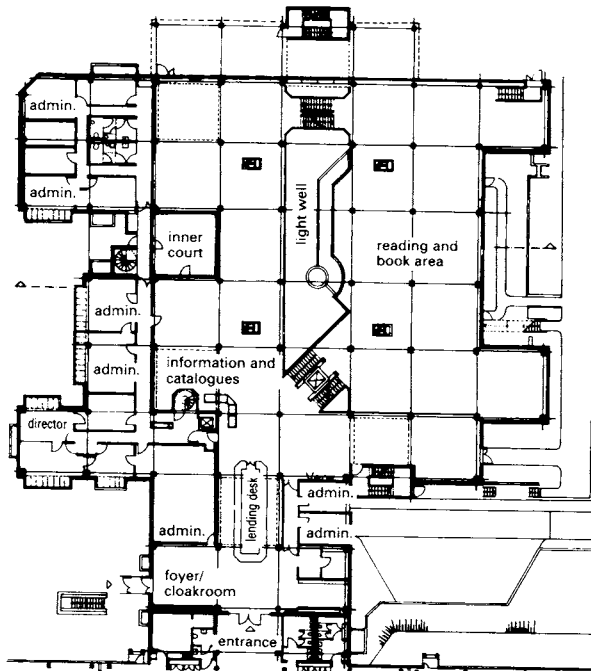 admin.
admin.
light well
inner
court
reading and
book area
admin.
information and
catalogues
admin.
director
lending desk
admin.
admin.
admin.
foyer/
cloakroom
entrance